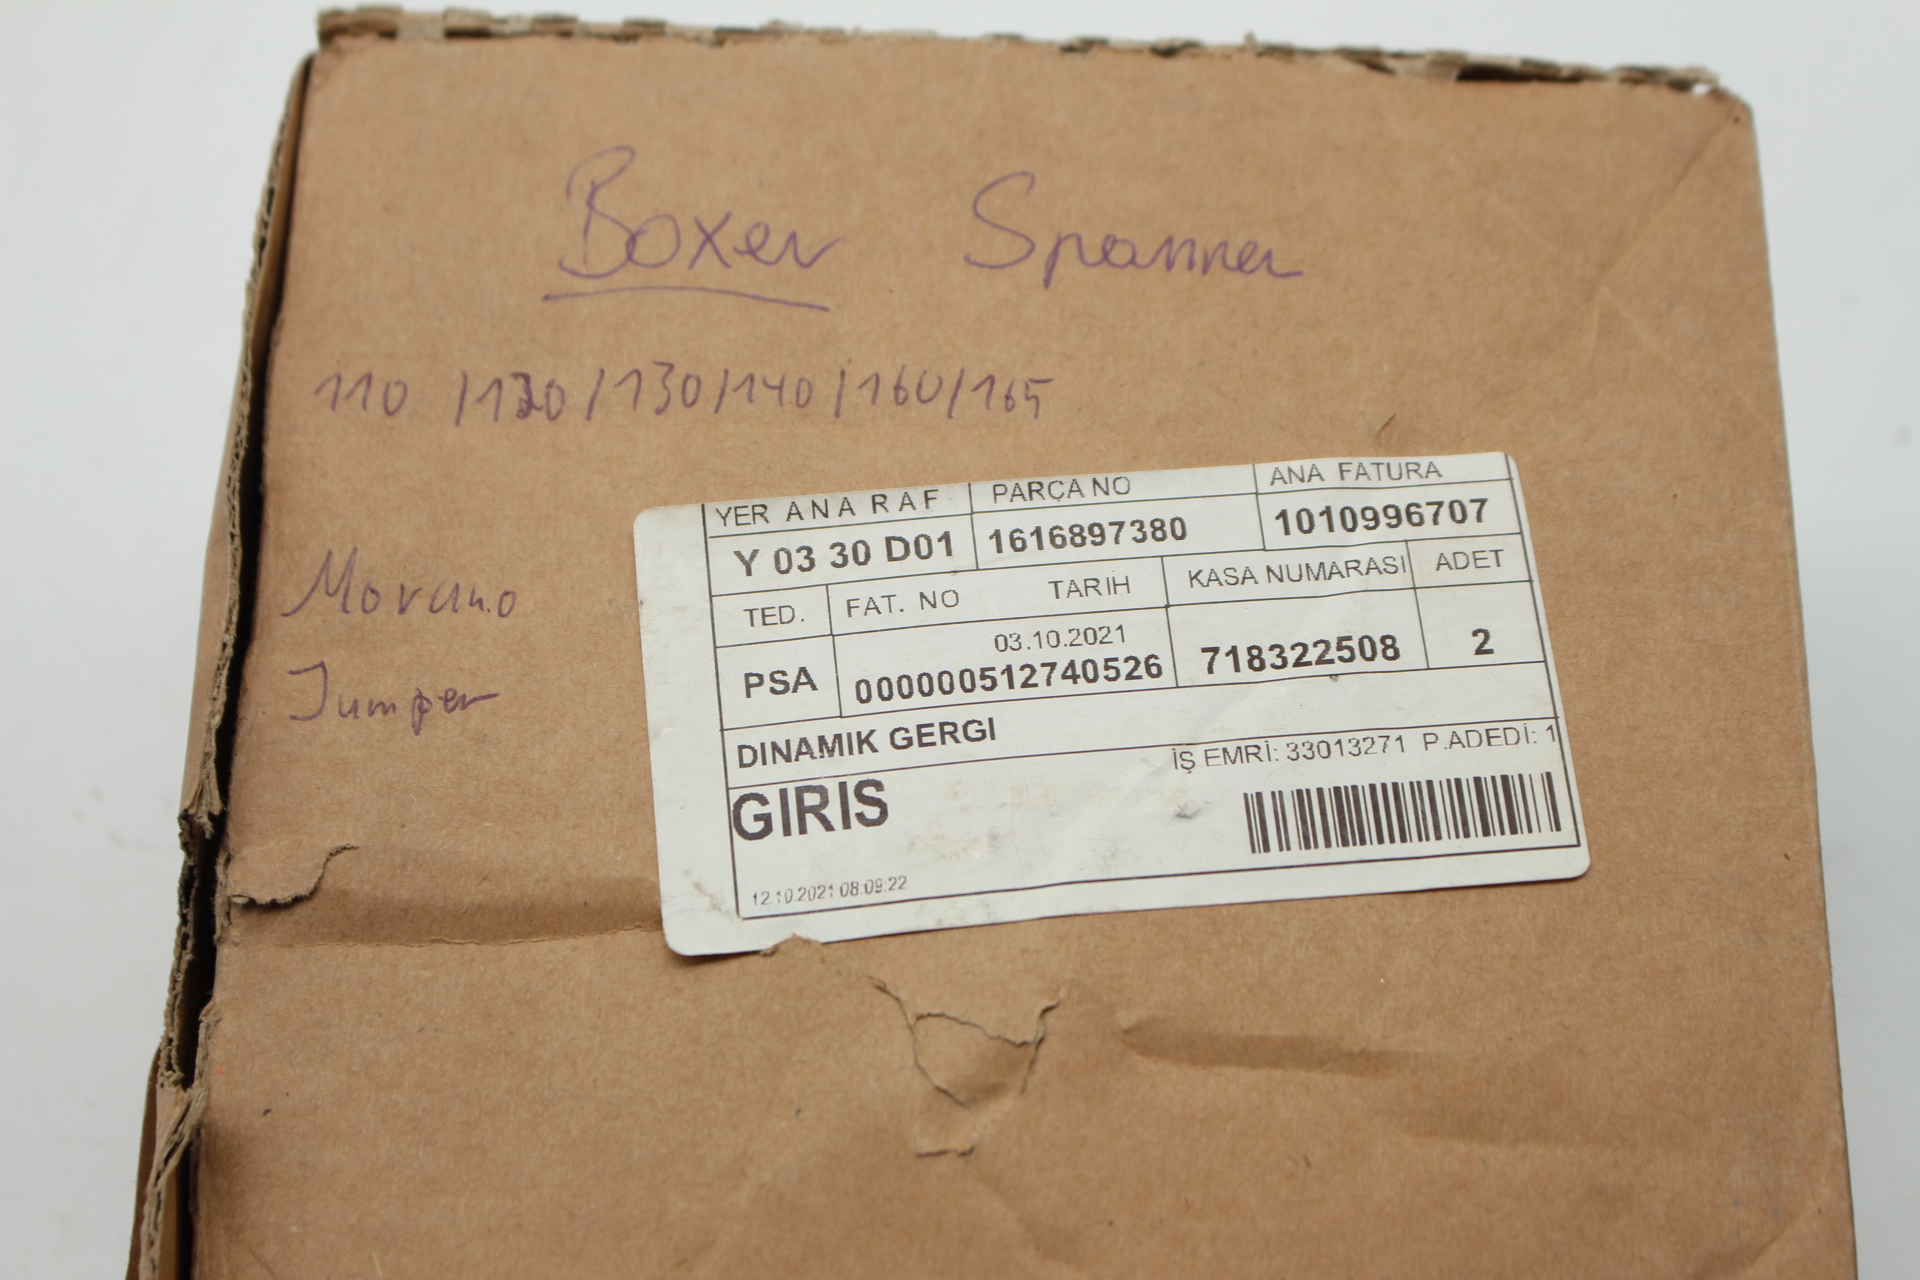 Boxer Spanner
110 /120/130/140/160/165
Morano
Jumper
YER ANA RAF PARÇA NO ANA FATURA
Y 03 30 D01 1616897380 1010996707
TED. FAT. NO TARIH KASA NUMARASI ADET
PSA 03.10.2021 718322508 2
000000512740526
DINAMIK GERGI
İŞ EMRİ: 33013271 P.ADEDİ: 1
GIRIS
12.10.2021 08:09:22